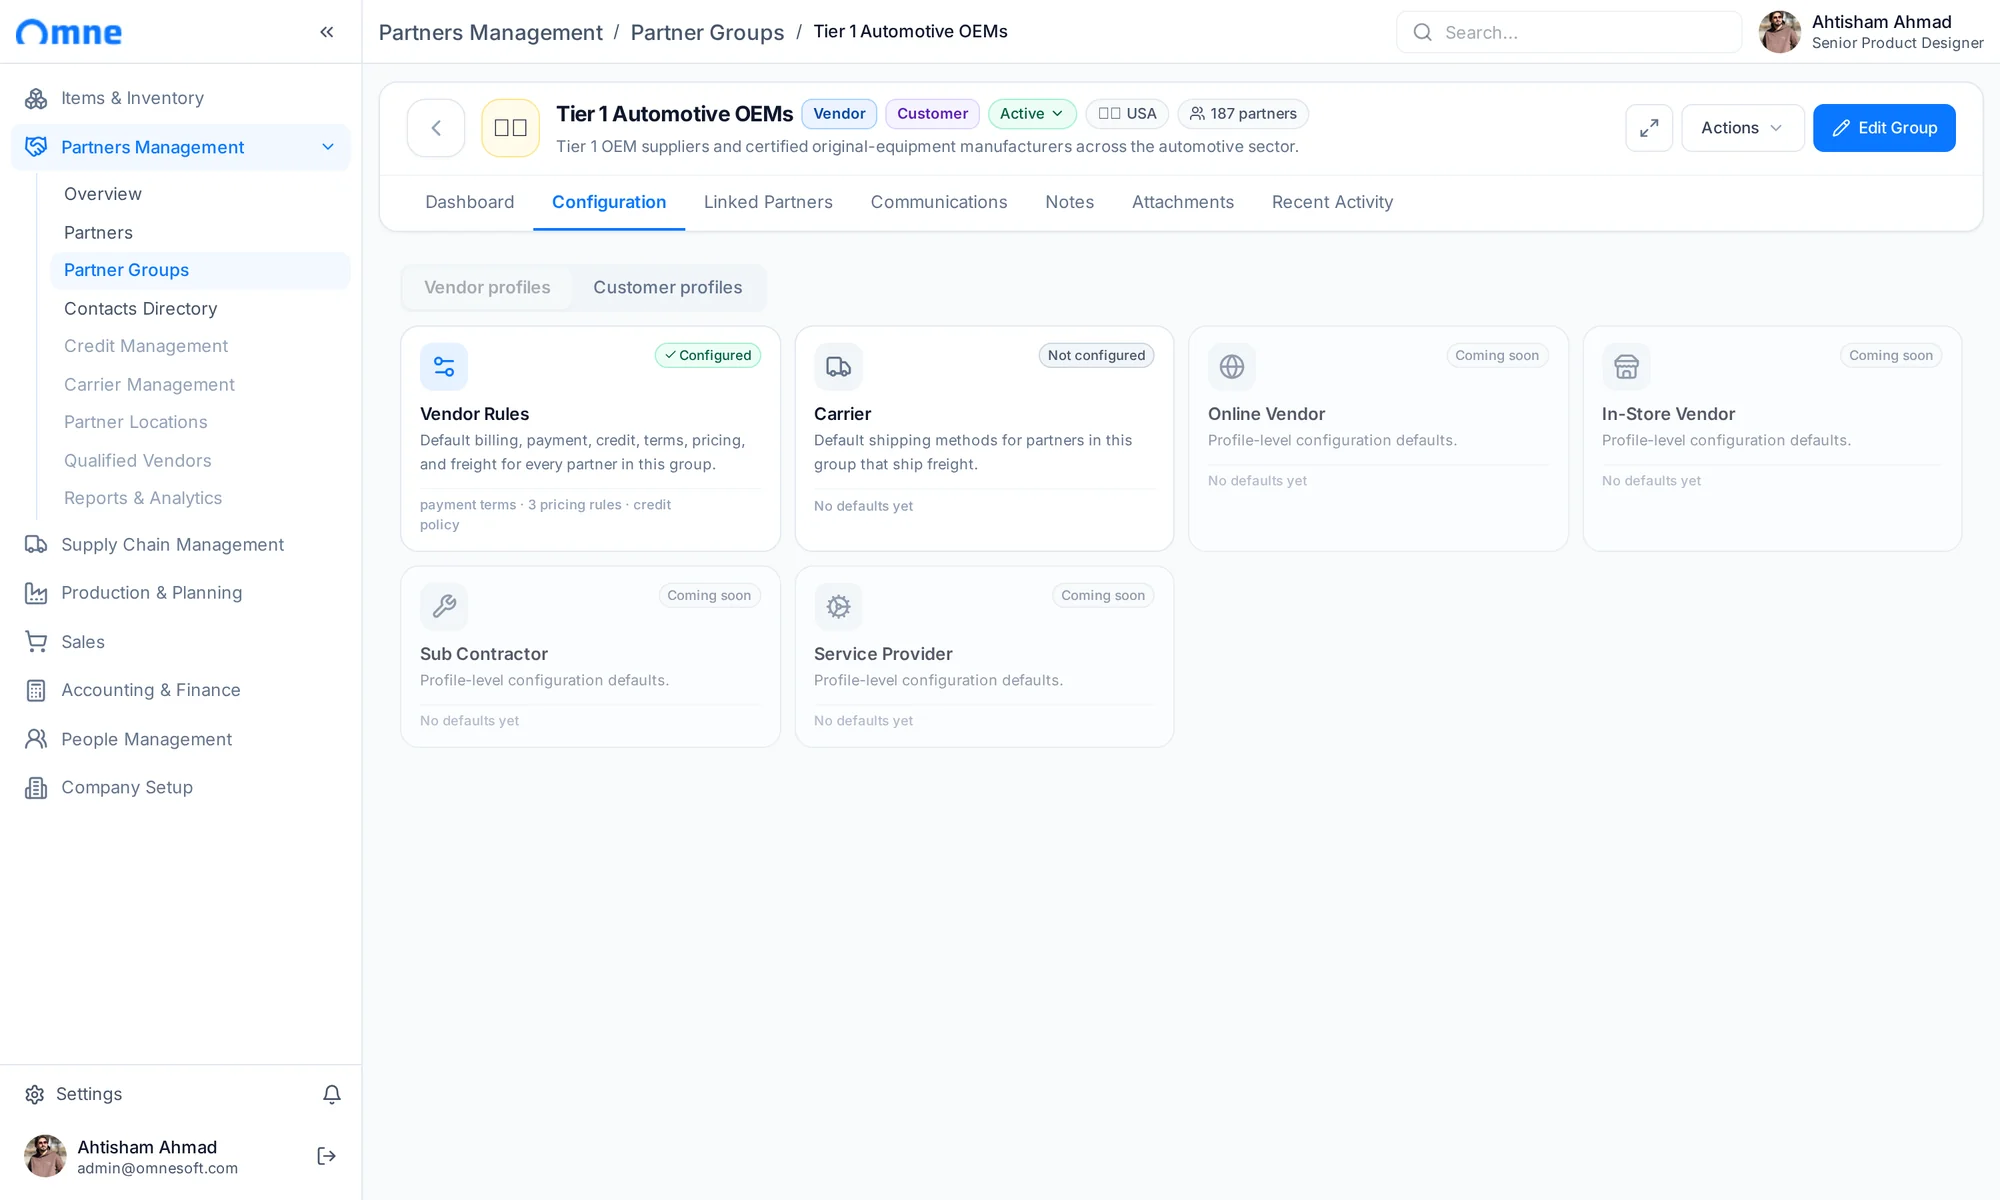 Omne
Partners Management / Partner Groups / Tier 1 Automotive OEMs
Search...
Ahtisham Ahmad
Senior Product Designer
Items & Inventory
Partners Management
Overview
Partners
Partner Groups
Contacts Directory
Credit Management
Carrier Management
Partner Locations
Qualified Vendors
Reports & Analytics
Supply Chain Management
Production & Planning
Sales
Accounting & Finance
People Management
Company Setup
Settings
Ahtisham Ahmad
admin@omnesoft.com
Tier 1 Automotive OEMs Vendor Customer Active USA 187 partners
Tier 1 OEM suppliers and certified original-equipment manufacturers across the automotive sector.
Actions
Edit Group
Dashboard Configuration Linked Partners Communications Notes Attachments Recent Activity
Vendor profiles Customer profiles
Configured
Vendor Rules
Default billing, payment, credit, terms, pricing,
and freight for every partner in this group.
payment terms · 3 pricing rules · credit
policy
Not configured
Carrier
Default shipping methods for partners in this
group that ship freight.
No defaults yet
Coming soon
Online Vendor
Profile-level configuration defaults.
No defaults yet
Coming soon
In-Store Vendor
Profile-level configuration defaults.
No defaults yet
Coming soon
Sub Contractor
Profile-level configuration defaults.
No defaults yet
Coming soon
Service Provider
Profile-level configuration defaults.
No defaults yet